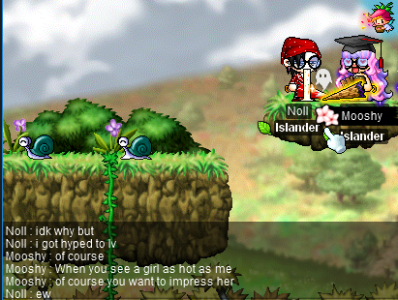 Noll
Mooshy
Islander
Islander
Noll : idk why but
Noll : i got hyped to lv
Mooshy : of course
Mooshy : When you see a girl as hot as me
Mooshy : of course you want to impress her
Noll : ew